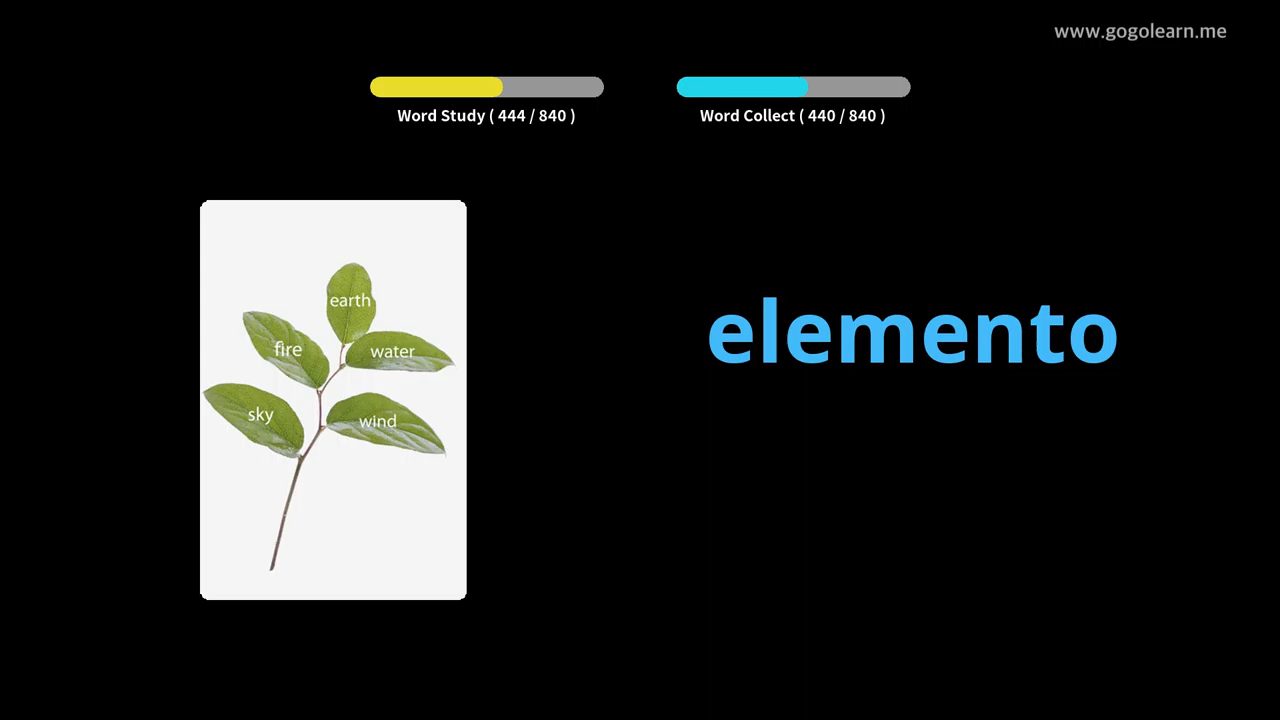 www.gogolearn.me
Word Study ( 444 / 840 )
Word Collect ( 440 / 840 )
earth
fire
water
sky
wind
elemento